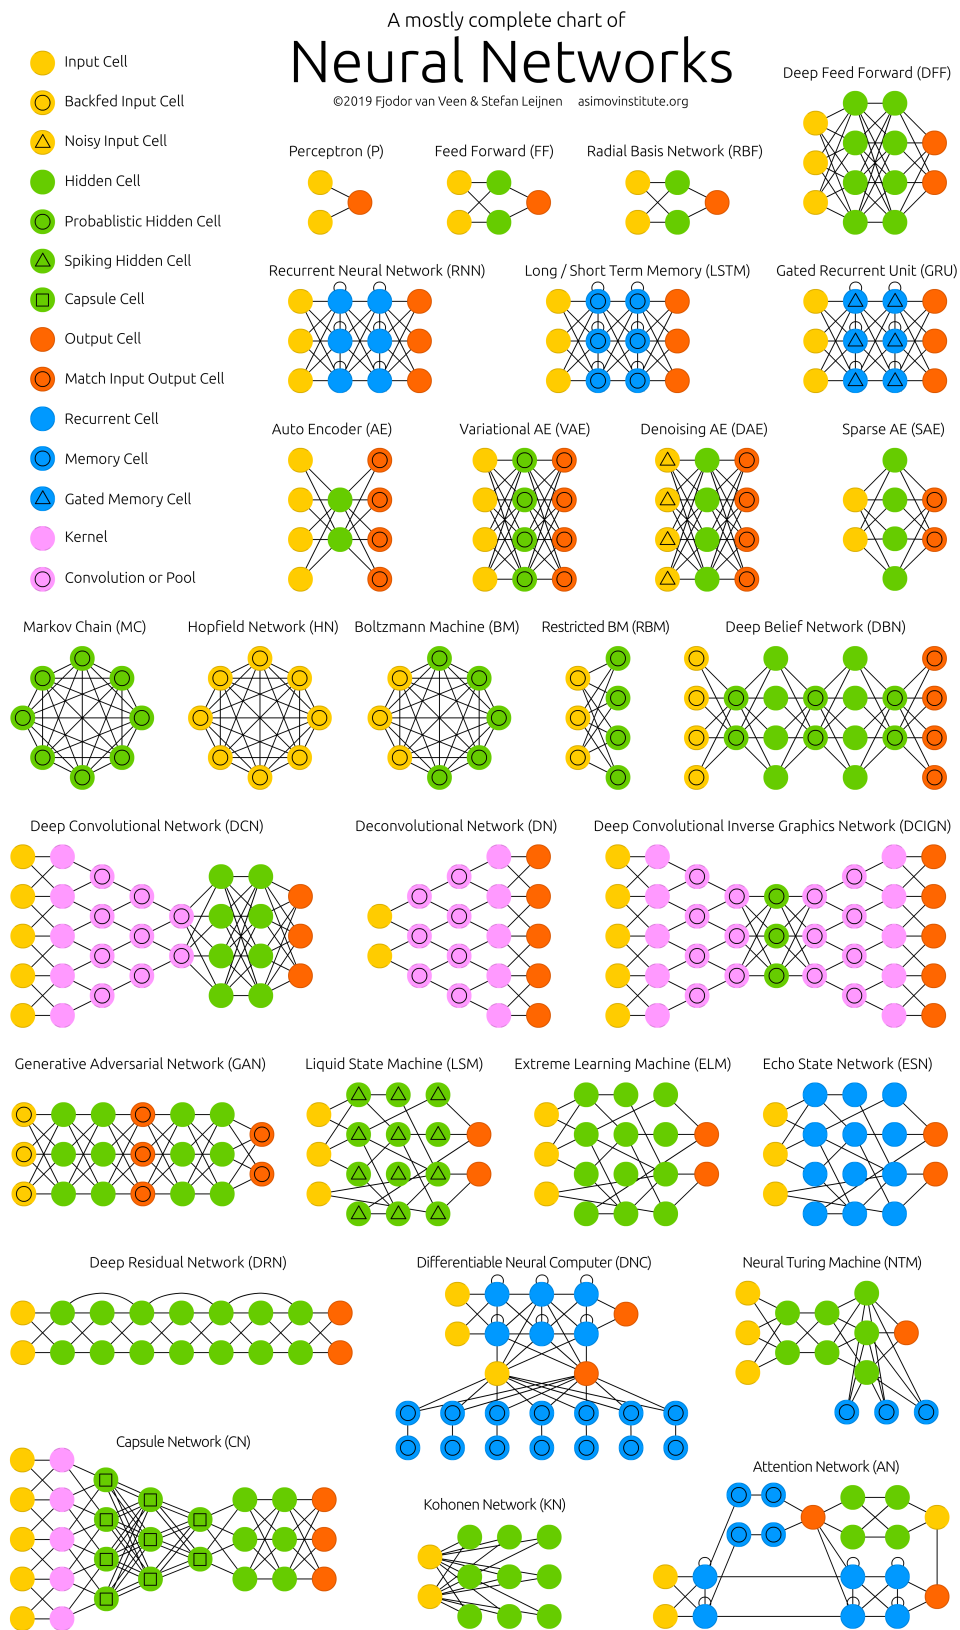 A mostly complete chart of
Neural Networks
©2019 Fjodor van Veen & Stefan Leijnen asimovinstitute.org
Input Cell
Backfed Input Cell
Noisy Input Cell
Hidden Cell
Probablistic Hidden Cell
Spiking Hidden Cell
Capsule Cell
Output Cell
Match Input Output Cell
Recurrent Cell
Memory Cell
Gated Memory Cell
Kernel
Convolution or Pool
Deep Feed Forward (DFF)
Perceptron (P)
Feed Forward (FF)
Radial Basis Network (RBF)
Recurrent Neural Network (RNN)
Long / Short Term Memory (LSTM)
Gated Recurrent Unit (GRU)
Auto Encoder (AE)
Variational AE (VAE)
Denoising AE (DAE)
Sparse AE (SAE)
Markov Chain (MC)
Hopfield Network (HN)
Boltzmann Machine (BM)
Restricted BM (RBM)
Deep Belief Network (DBN)
Deep Convolutional Network (DCN)
Deconvolutional Network (DN)
Deep Convolutional Inverse Graphics Network (DCIGN)
Generative Adversarial Network (GAN)
Liquid State Machine (LSM)
Extreme Learning Machine (ELM)
Echo State Network (ESN)
Deep Residual Network (DRN)
Differentiable Neural Computer (DNC)
Neural Turing Machine (NTM)
Capsule Network (CN)
Kohonen Network (KN)
Attention Network (AN)